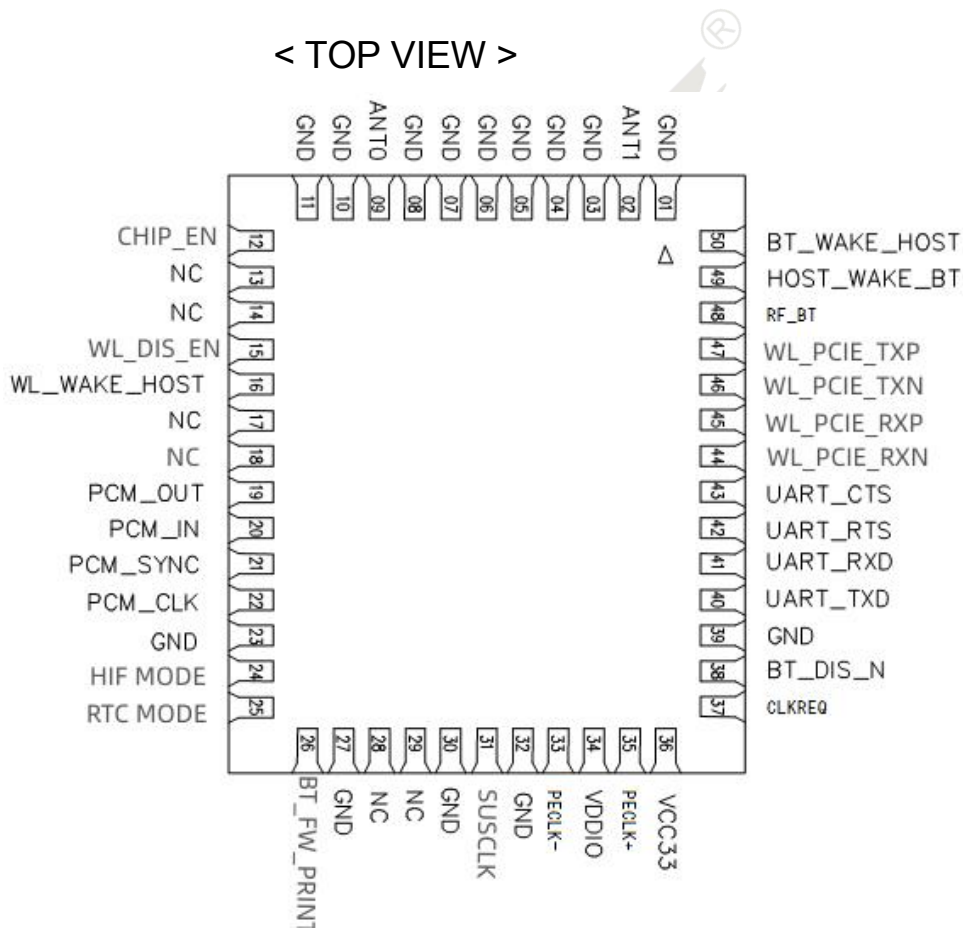 ®
< TOP VIEW >
GND GND ANT0 GND GND GND GND GND GND ANT1 GND
11 10 09 08 07 06 05 04 03 02 01
CHIP_EN 12 50 BT_WAKE_HOST
NC 13 49 HOST_WAKE_BT
NC 14 48 RF_BT
WL_DIS_EN 15 47 WL_PCIE_TXP
WL_WAKE_HOST 16 46 WL_PCIE_TXN
NC 17 45 WL_PCIE_RXP
NC 18 44 WL_PCIE_RXN
PCM_OUT 19 43 UART_CTS
PCM_IN 20 42 UART_RTS
PCM_SYNC 21 41 UART_RXD
PCM_CLK 22 40 UART_TXD
GND 23 39 GND
HIF MODE 24 38 BT_DIS_N
RTC MODE 25 37 CLKREQ
26 27 28 29 30 31 32 33 34 35 36
BT_FW_PRINT GND NC NC GND SUSCLK GND PECLK- VDDIO PECLK+ VCC33